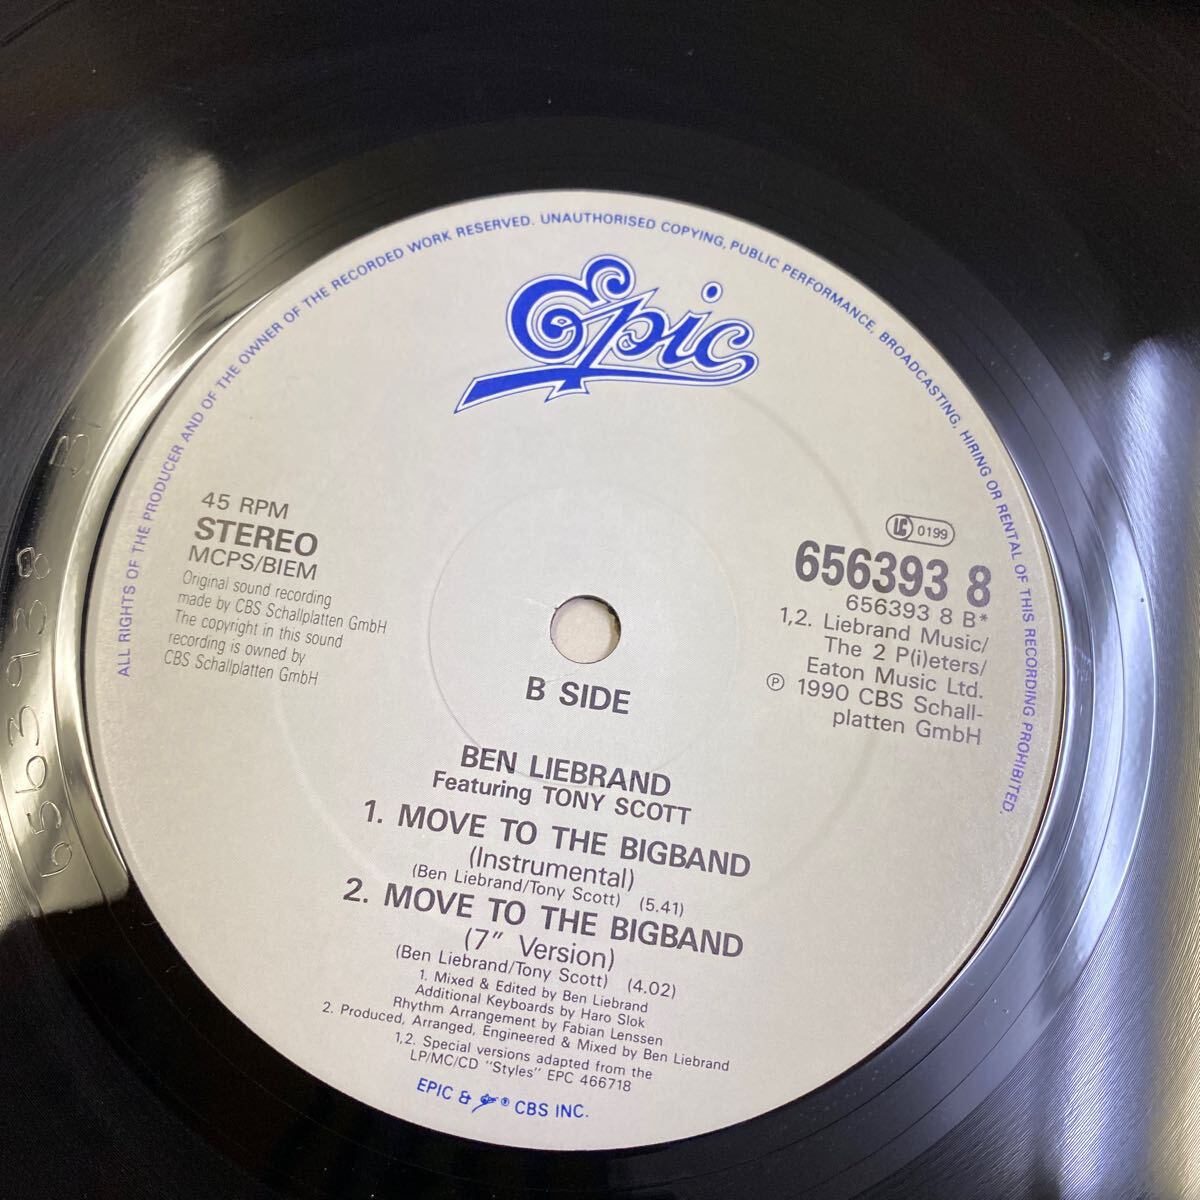 ALL RIGHTS OF THE PRODUCER AND OF THE OWNER OF THE RECORDED WORK RESERVED. UNAUTHORISED COPYING, PUBLIC PERFORMANCE, BROADCASTING, HIRING OR RENTAL OF THIS RECORDING PROHIBITED.
Epic
45 RPM
STEREO
MCPS/BIEM
Original sound recording
made by CBS Schallplatten GmbH
The copyright in this sound
recording is owned by
CBS Schallplatten GmbH
LC 0199
656393 8
656393 8 B*
1,2. Liebrand Music/
The 2 P(i)eters/
Eaton Music Ltd.
℗ 1990 CBS Schall-
platten GmbH
B SIDE
BEN LIEBRAND
Featuring TONY SCOTT
1. MOVE TO THE BIGBAND
(Instrumental)
(Ben Liebrand/Tony Scott) (5.41)
2. MOVE TO THE BIGBAND
(7″ Version)
(Ben Liebrand/Tony Scott) (4.02)
1. Mixed & Edited by Ben Liebrand
Additional Keyboards by Haro Slok
Rhythm Arrangement by Fabian Lenssen
2. Produced, Arranged, Engineered & Mixed by Ben Liebrand
1,2. Special versions adapted from the
LP/MC/CD "Styles" EPC 466718
EPIC & Epic ® CBS INC.
6563938 B1